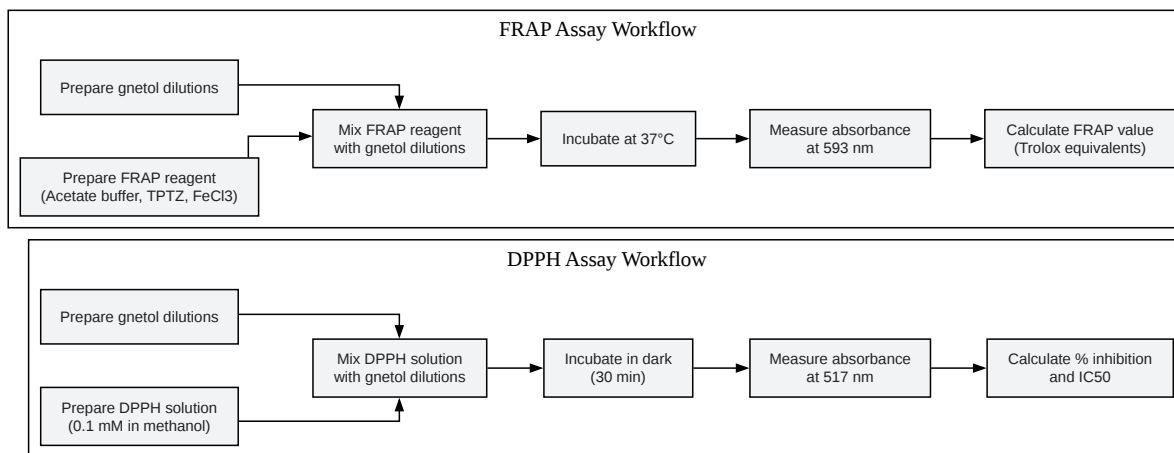 FRAP Assay Workflow
Prepare gnetol dilutions
Prepare FRAP reagent
(Acetate buffer, TPTZ, FeCl3)
Mix FRAP reagent
with gnetol dilutions
Incubate at 37°C
Measure absorbance
at 593 nm
Calculate FRAP value
(Trolox equivalents)
DPPH Assay Workflow
Prepare gnetol dilutions
Prepare DPPH solution
(0.1 mM in methanol)
Mix DPPH solution
with gnetol dilutions
Incubate in dark
(30 min)
Measure absorbance
at 517 nm
Calculate % inhibition
and IC50